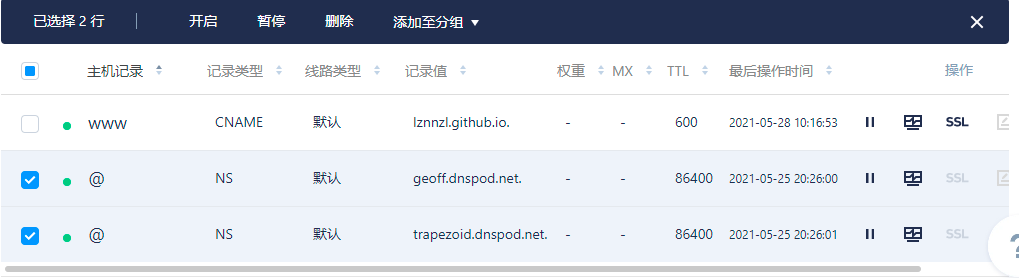 已选择 2 行 开启 暂停 删除 添加至分组
主机记录 记录类型 线路类型 记录值 权重 MX TTL 最后操作时间 操作
www CNAME 默认 lznnzl.github.io. - - 600 2021-05-28 10:16:53 SSL
@ NS 默认 geoff.dnspod.net. - - 86400 2021-05-25 20:26:00 SSL
@ NS 默认 trapezoid.dnspod.net. - - 86400 2021-05-25 20:26:01 SSL
?